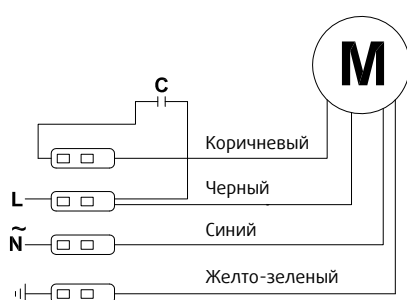 M
C
Коричневый
L
Черный
Ñ
Синий
Желто-зеленый